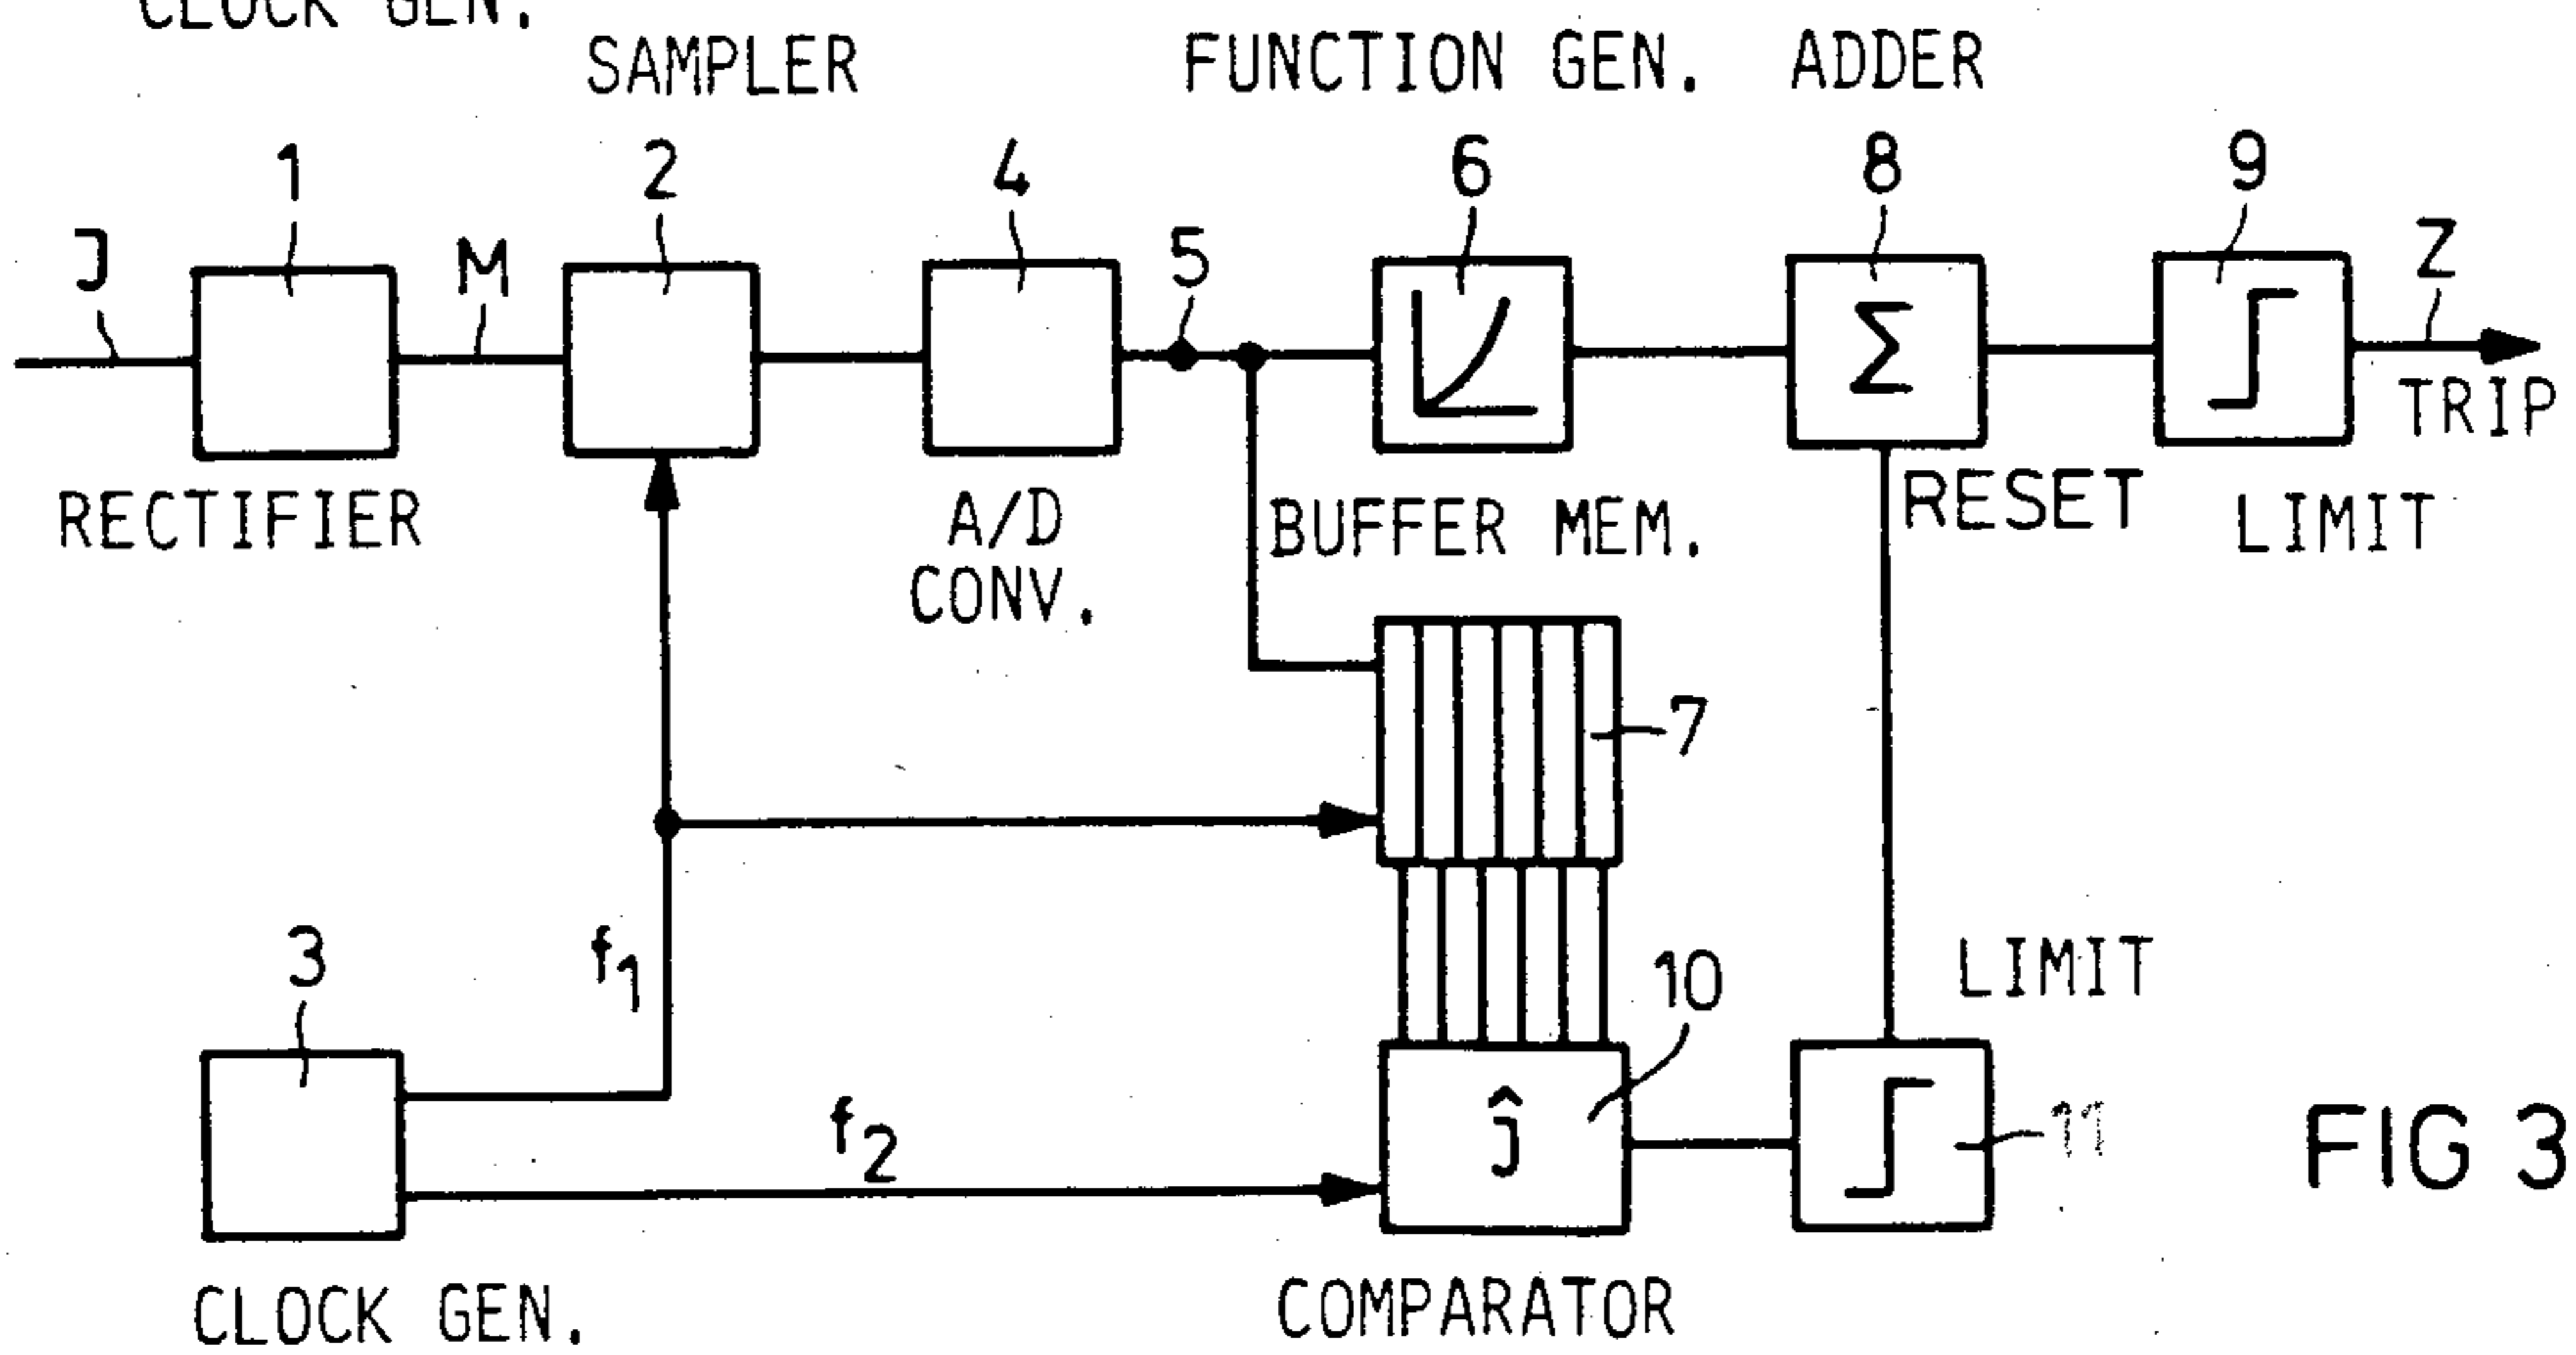 CLOCK GEN.
SAMPLER
FUNCTION GEN.
ADDER
1
2
4
6
8
9
J
M
5
Z
Σ
TRIP
RECTIFIER
A/D
CONV.
BUFFER MEM.
RESET
LIMIT
7
3
f1
10
LIMIT
f2
ĵ
11
FIG 3
CLOCK GEN.
COMPARATOR